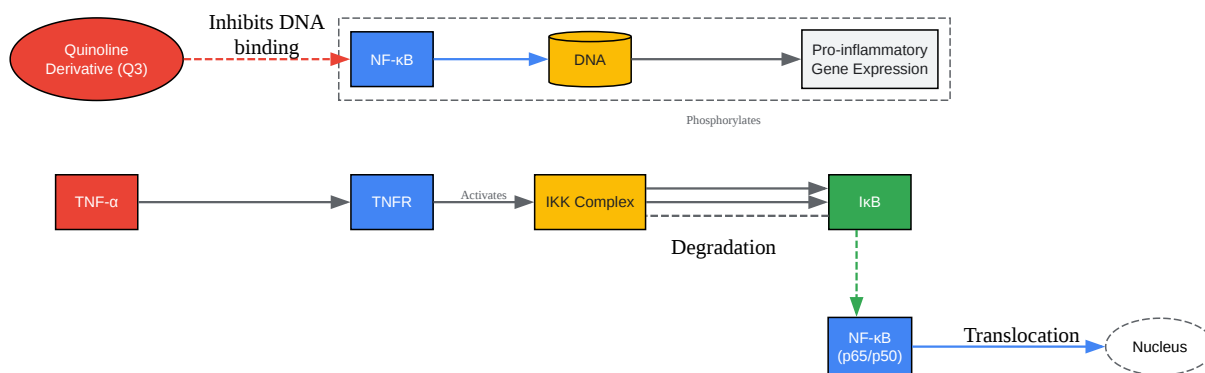 Inhibits DNA
binding
Quinoline
Derivative (Q3)
NF-κB
DNA
Pro-inflammatory
Gene Expression
Phosphorylates
TNF-α
TNFR
Activates
IKK Complex
IκB
Degradation
NF-κB
(p65/p50)
Translocation
Nucleus